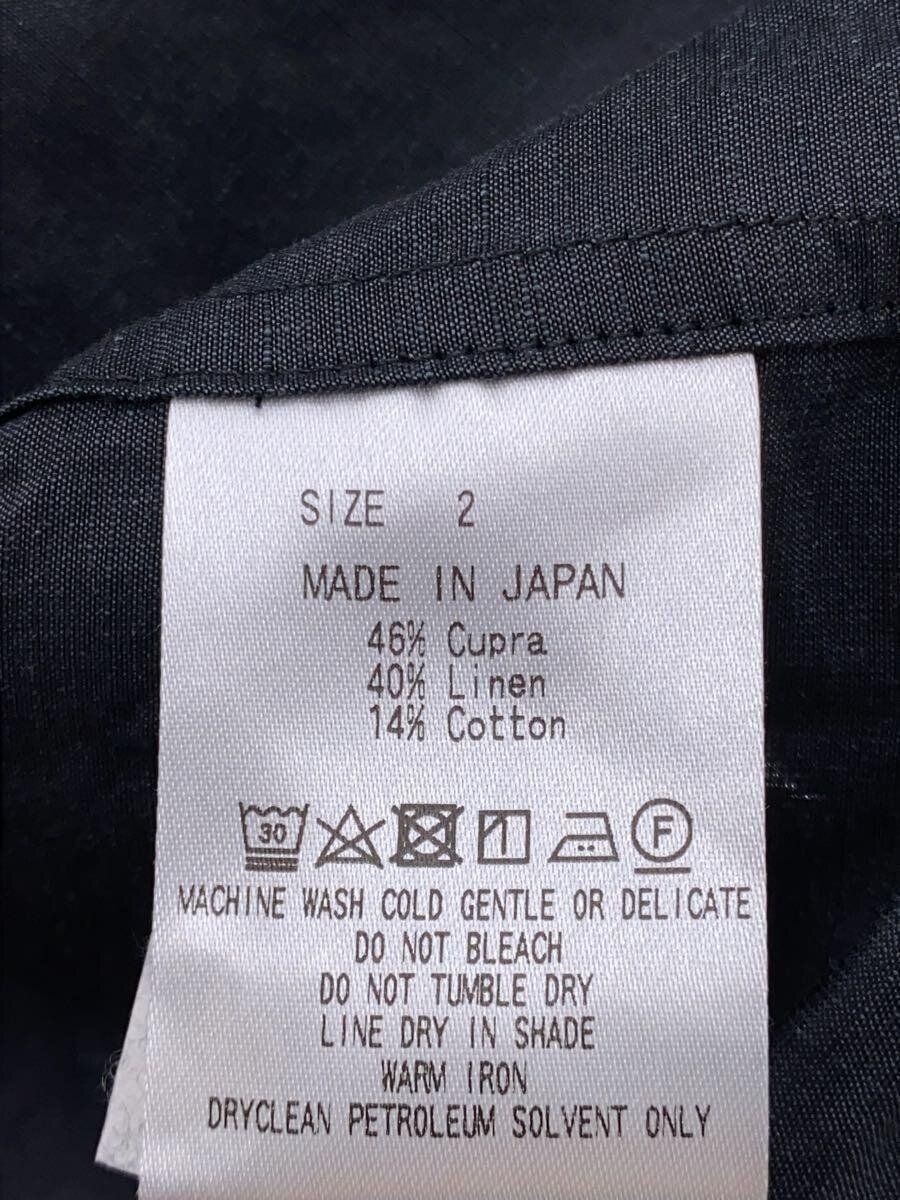 SIZE 2
MADE IN JAPAN
46% Cupra
40% Linen
14% Cotton
30 F
MACHINE WASH COLD GENTLE OR DELICATE
DO NOT BLEACH
DO NOT TUMBLE DRY
LINE DRY IN SHADE
WARM IRON
DRYCLEAN PETROLEUM SOLVENT ONLY